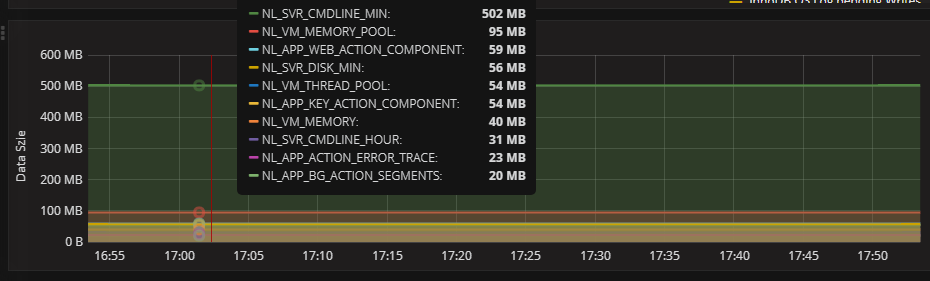 NL_SVR_CMDLINE_MIN: 502 MB
NL_VM_MEMORY_POOL: 95 MB
NL_APP_WEB_ACTION_COMPONENT: 59 MB
NL_SVR_DISK_MIN: 56 MB
NL_VM_THREAD_POOL: 54 MB
NL_APP_KEY_ACTION_COMPONENT: 54 MB
NL_VM_MEMORY: 40 MB
NL_SVR_CMDLINE_HOUR: 31 MB
NL_APP_ACTION_ERROR_TRACE: 23 MB
NL_APP_BG_ACTION_SEGMENTS: 20 MB
600 MB
500 MB
400 MB
300 MB
200 MB
100 MB
0 B
Data Szie
16:55 17:00 17:05 17:10 17:15 17:20 17:25 17:30 17:35 17:40 17:45 17:50